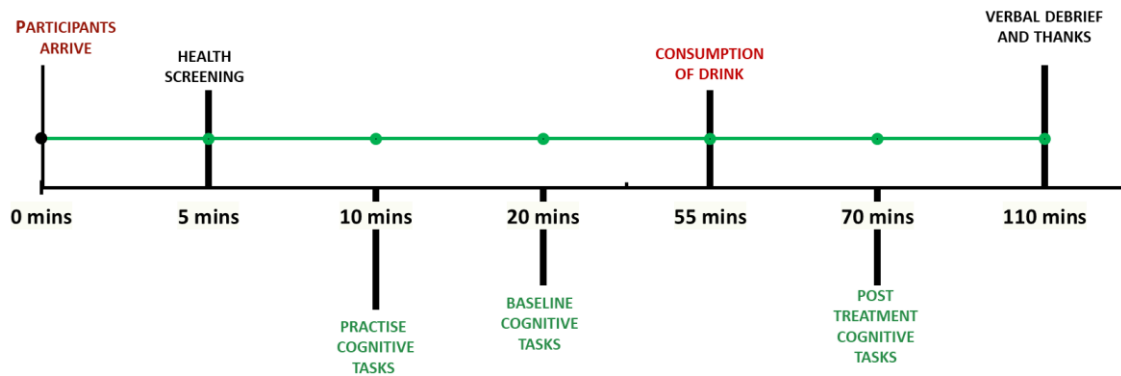 PARTICIPANTS
ARRIVE
HEALTH
SCREENING
CONSUMPTION
OF DRINK
VERBAL DEBRIEF
AND THANKS
0 mins
5 mins
10 mins
20 mins
55 mins
70 mins
110 mins
PRACTISE
COGNITIVE
TASKS
BASELINE
COGNITIVE
TASKS
POST
TREATMENT
COGNITIVE
TASKS